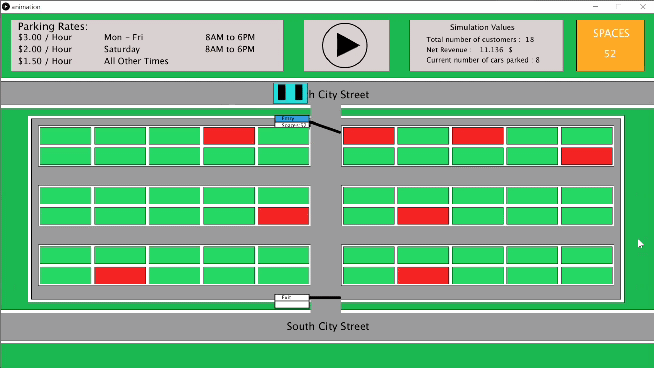 animation
Parking Rates:
$3.00 / Hour Mon - Fri 8AM to 6PM
$2.00 / Hour Saturday 8AM to 6PM
$1.50 / Hour All Other Times
Simulation Values
Total number of customers : 18
Net Revenue : 11.136 $
Current number of cars parked : 8
SPACES
52
h City Street
Entry
Spaces 52
Exit
South City Street